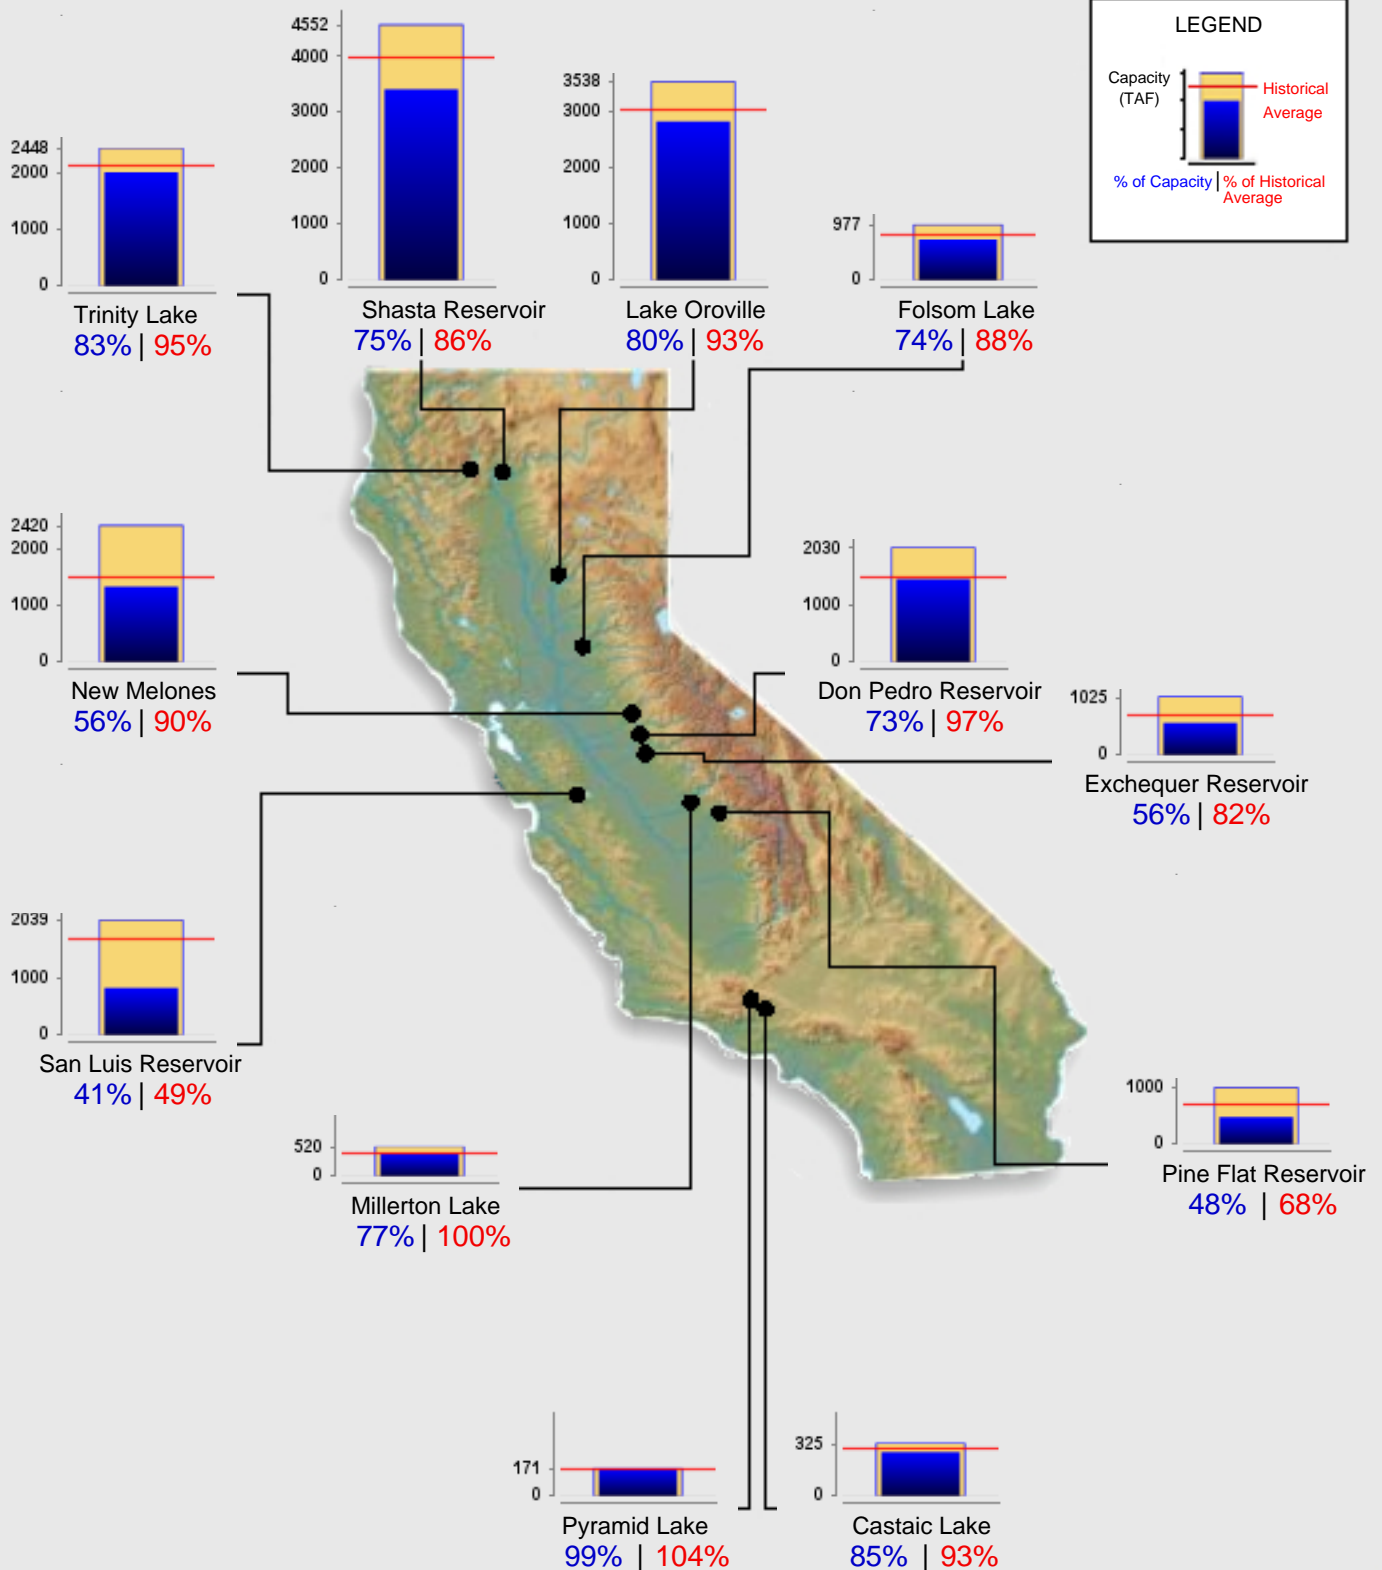 4552
4000
3000
2000
1000
0
Shasta Reservoir
75% | 86%
3538
3000
2000
1000
0
Lake Oroville
80% | 93%
LEGEND
Capacity
(TAF)
Historical
Average
% of Capacity | % of Historical
Average
2448
2000
1000
0
Trinity Lake
83% | 95%
977
0
Folsom Lake
74% | 88%
2420
2000
1000
0
New Melones
56% | 90%
2030
1000
0
Don Pedro Reservoir
73% | 97%
1025
0
Exchequer Reservoir
56% | 82%
2039
1000
0
San Luis Reservoir
41% | 49%
520
0
Millerton Lake
77% | 100%
1000
0
Pine Flat Reservoir
48% | 68%
171
0
Pyramid Lake
99% | 104%
325
0
Castaic Lake
85% | 93%